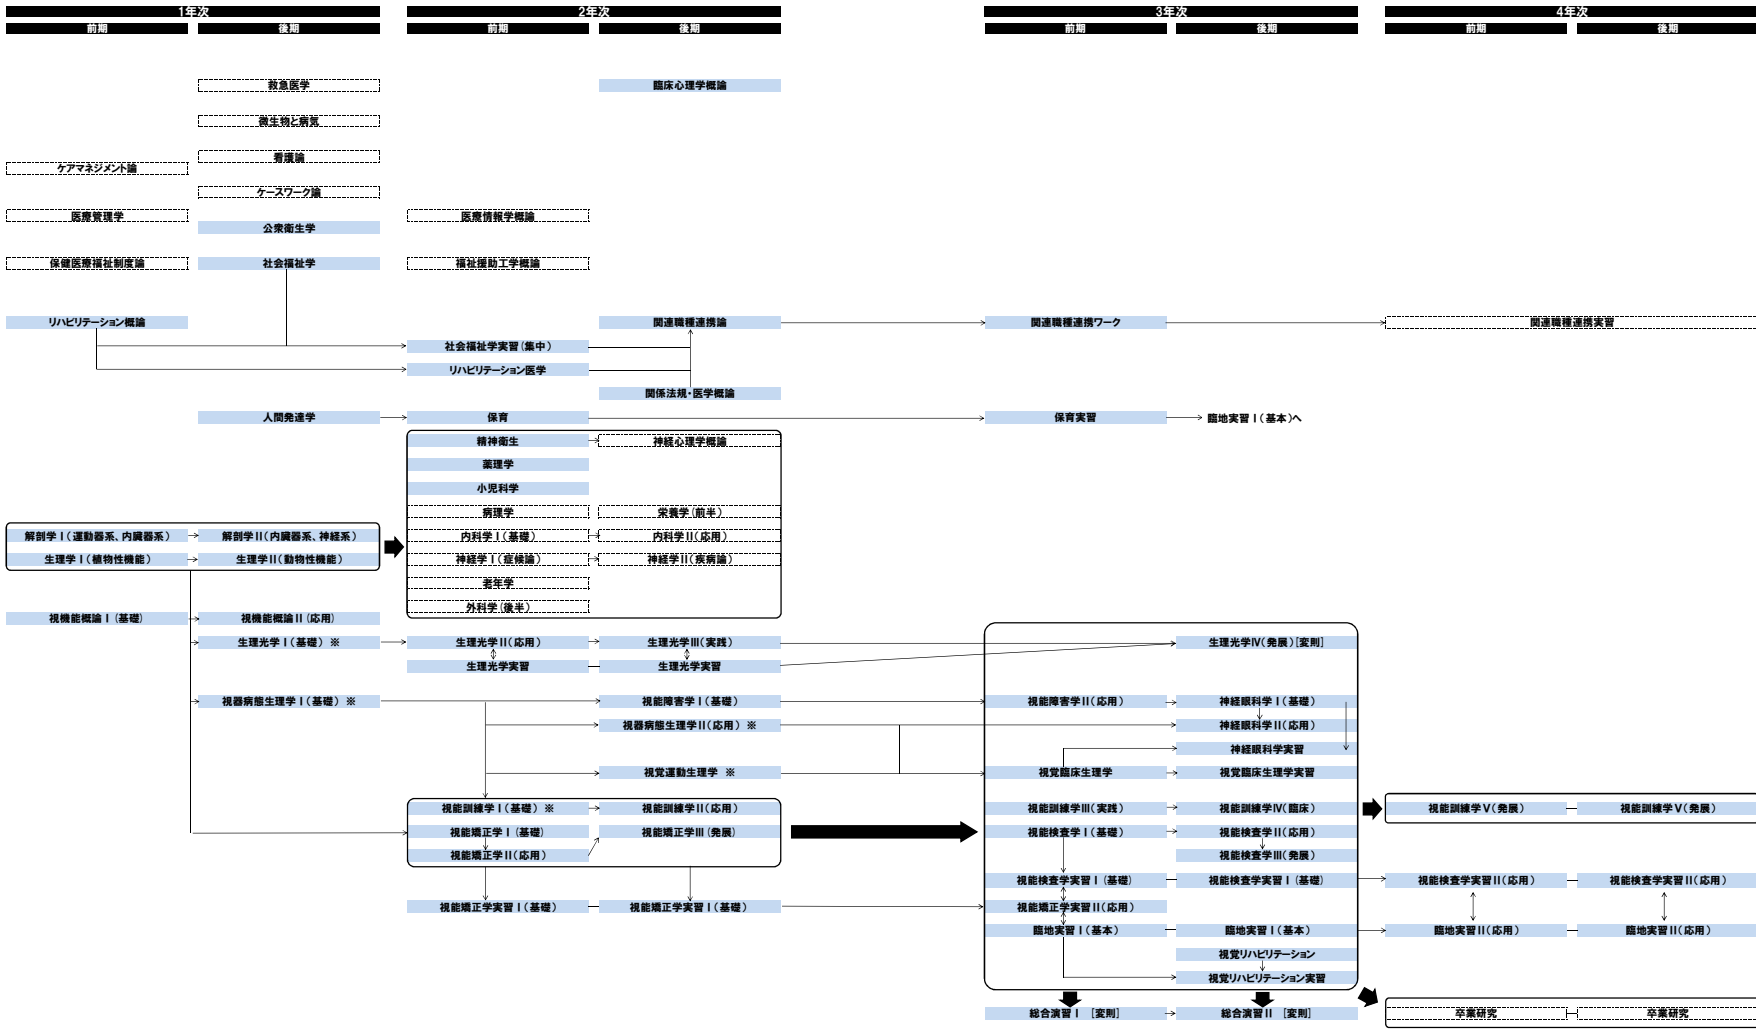 1年次 2年次 3年次 4年次
前期 後期 前期 後期 前期 後期 前期 後期
救急医学 臨床心理学概論
微生物と病気
看護論
ケアマネジメント論
ケースワーク論
医療管理学 医療情報学概論
公衆衛生学
保健医療福祉制度論 社会福祉学 福祉援助工学概論
リハビリテーション概論 関連職種連携論 関連職種連携ワーク 関連職種連携実習
社会福祉学実習(集中)
リハビリテーション医学
関係法規・医学概論
人間発達学 保育 保育実習 臨地実習Ⅰ(基本)へ
精神衛生 神経心理学概論
薬理学
小児科学
病理学 栄養学(前半)
解剖学Ⅰ(運動器系、内臓器系) 解剖学Ⅱ(内臓器系、神経系) 内科学Ⅰ(基礎) 内科学Ⅱ(応用)
生理学Ⅰ(植物性機能) 生理学Ⅱ(動物性機能) 神経学Ⅰ(症候論) 神経学Ⅱ(疾病論)
老年学
外科学(後半)
視機能概論Ⅰ(基礎) 視機能概論Ⅱ(応用)
生理光学Ⅰ(基礎) ※ 生理光学Ⅱ(応用) 生理光学Ⅲ(実践) 生理光学Ⅳ(発展)[変則]
生理光学実習 生理光学実習
視器病態生理学Ⅰ(基礎) ※ 視能障害学Ⅰ(基礎) 視能障害学Ⅱ(応用) 神経眼科学Ⅰ(基礎)
視器病態生理学Ⅱ(応用) ※ 神経眼科学Ⅱ(応用)
神経眼科学実習
視覚運動生理学 ※ 視覚臨床生理学 視覚臨床生理学実習
視能訓練学Ⅰ(基礎) ※ 視能訓練学Ⅱ(応用) 視能訓練学Ⅲ(実践) 視能訓練学Ⅳ(臨床) 視能訓練学Ⅴ(発展) 視能訓練学Ⅴ(発展)
視能矯正学Ⅰ(基礎) 視能矯正学Ⅲ(発展) 視能検査学Ⅰ(基礎) 視能検査学Ⅱ(応用)
視能矯正学Ⅱ(応用) 視能検査学Ⅲ(発展)
視能検査学実習Ⅰ(基礎) 視能検査学実習Ⅰ(基礎) 視能検査学実習Ⅱ(応用) 視能検査学実習Ⅱ(応用)
視能矯正学実習Ⅰ(基礎) 視能矯正学実習Ⅰ(基礎) 視能矯正学実習Ⅱ(応用)
臨地実習Ⅰ(基本) 臨地実習Ⅰ(基本) 臨地実習Ⅱ(応用) 臨地実習Ⅱ(応用)
視覚リハビリテーション
視覚リハビリテーション実習
総合演習Ⅰ [変則] 総合演習Ⅱ [変則] 卒業研究 卒業研究